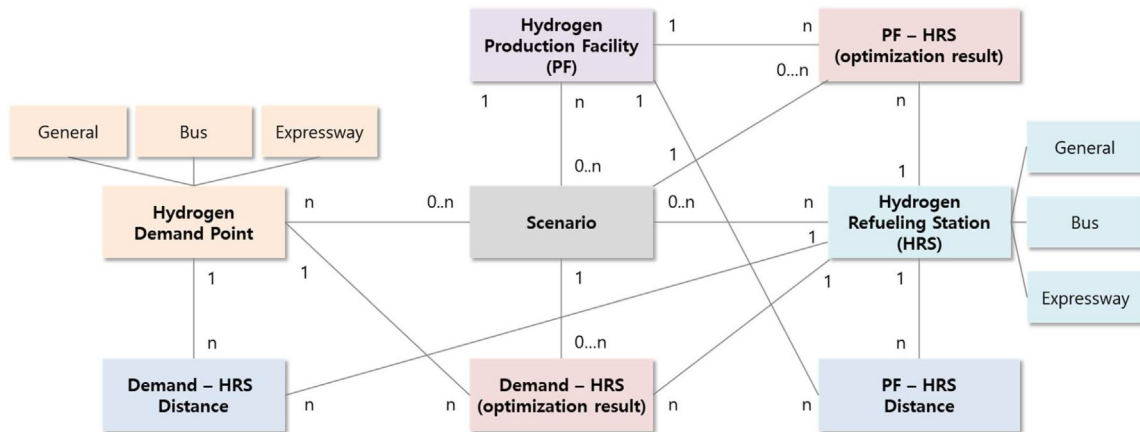 Hydrogen
Production Facility
(PF)
1
n
PF – HRS
(optimization result)
0...n
1
n
1
n
General
Bus
Expressway
General
1
0..n
1
Hydrogen
Demand Point
n
0..n
Scenario
0..n
n
Hydrogen
Refueling Station
(HRS)
Bus
1
1
1
1
1
1
Expressway
n
0...n
n
Demand – HRS
Distance
n
n
Demand – HRS
(optimization result)
n
n
PF – HRS
Distance